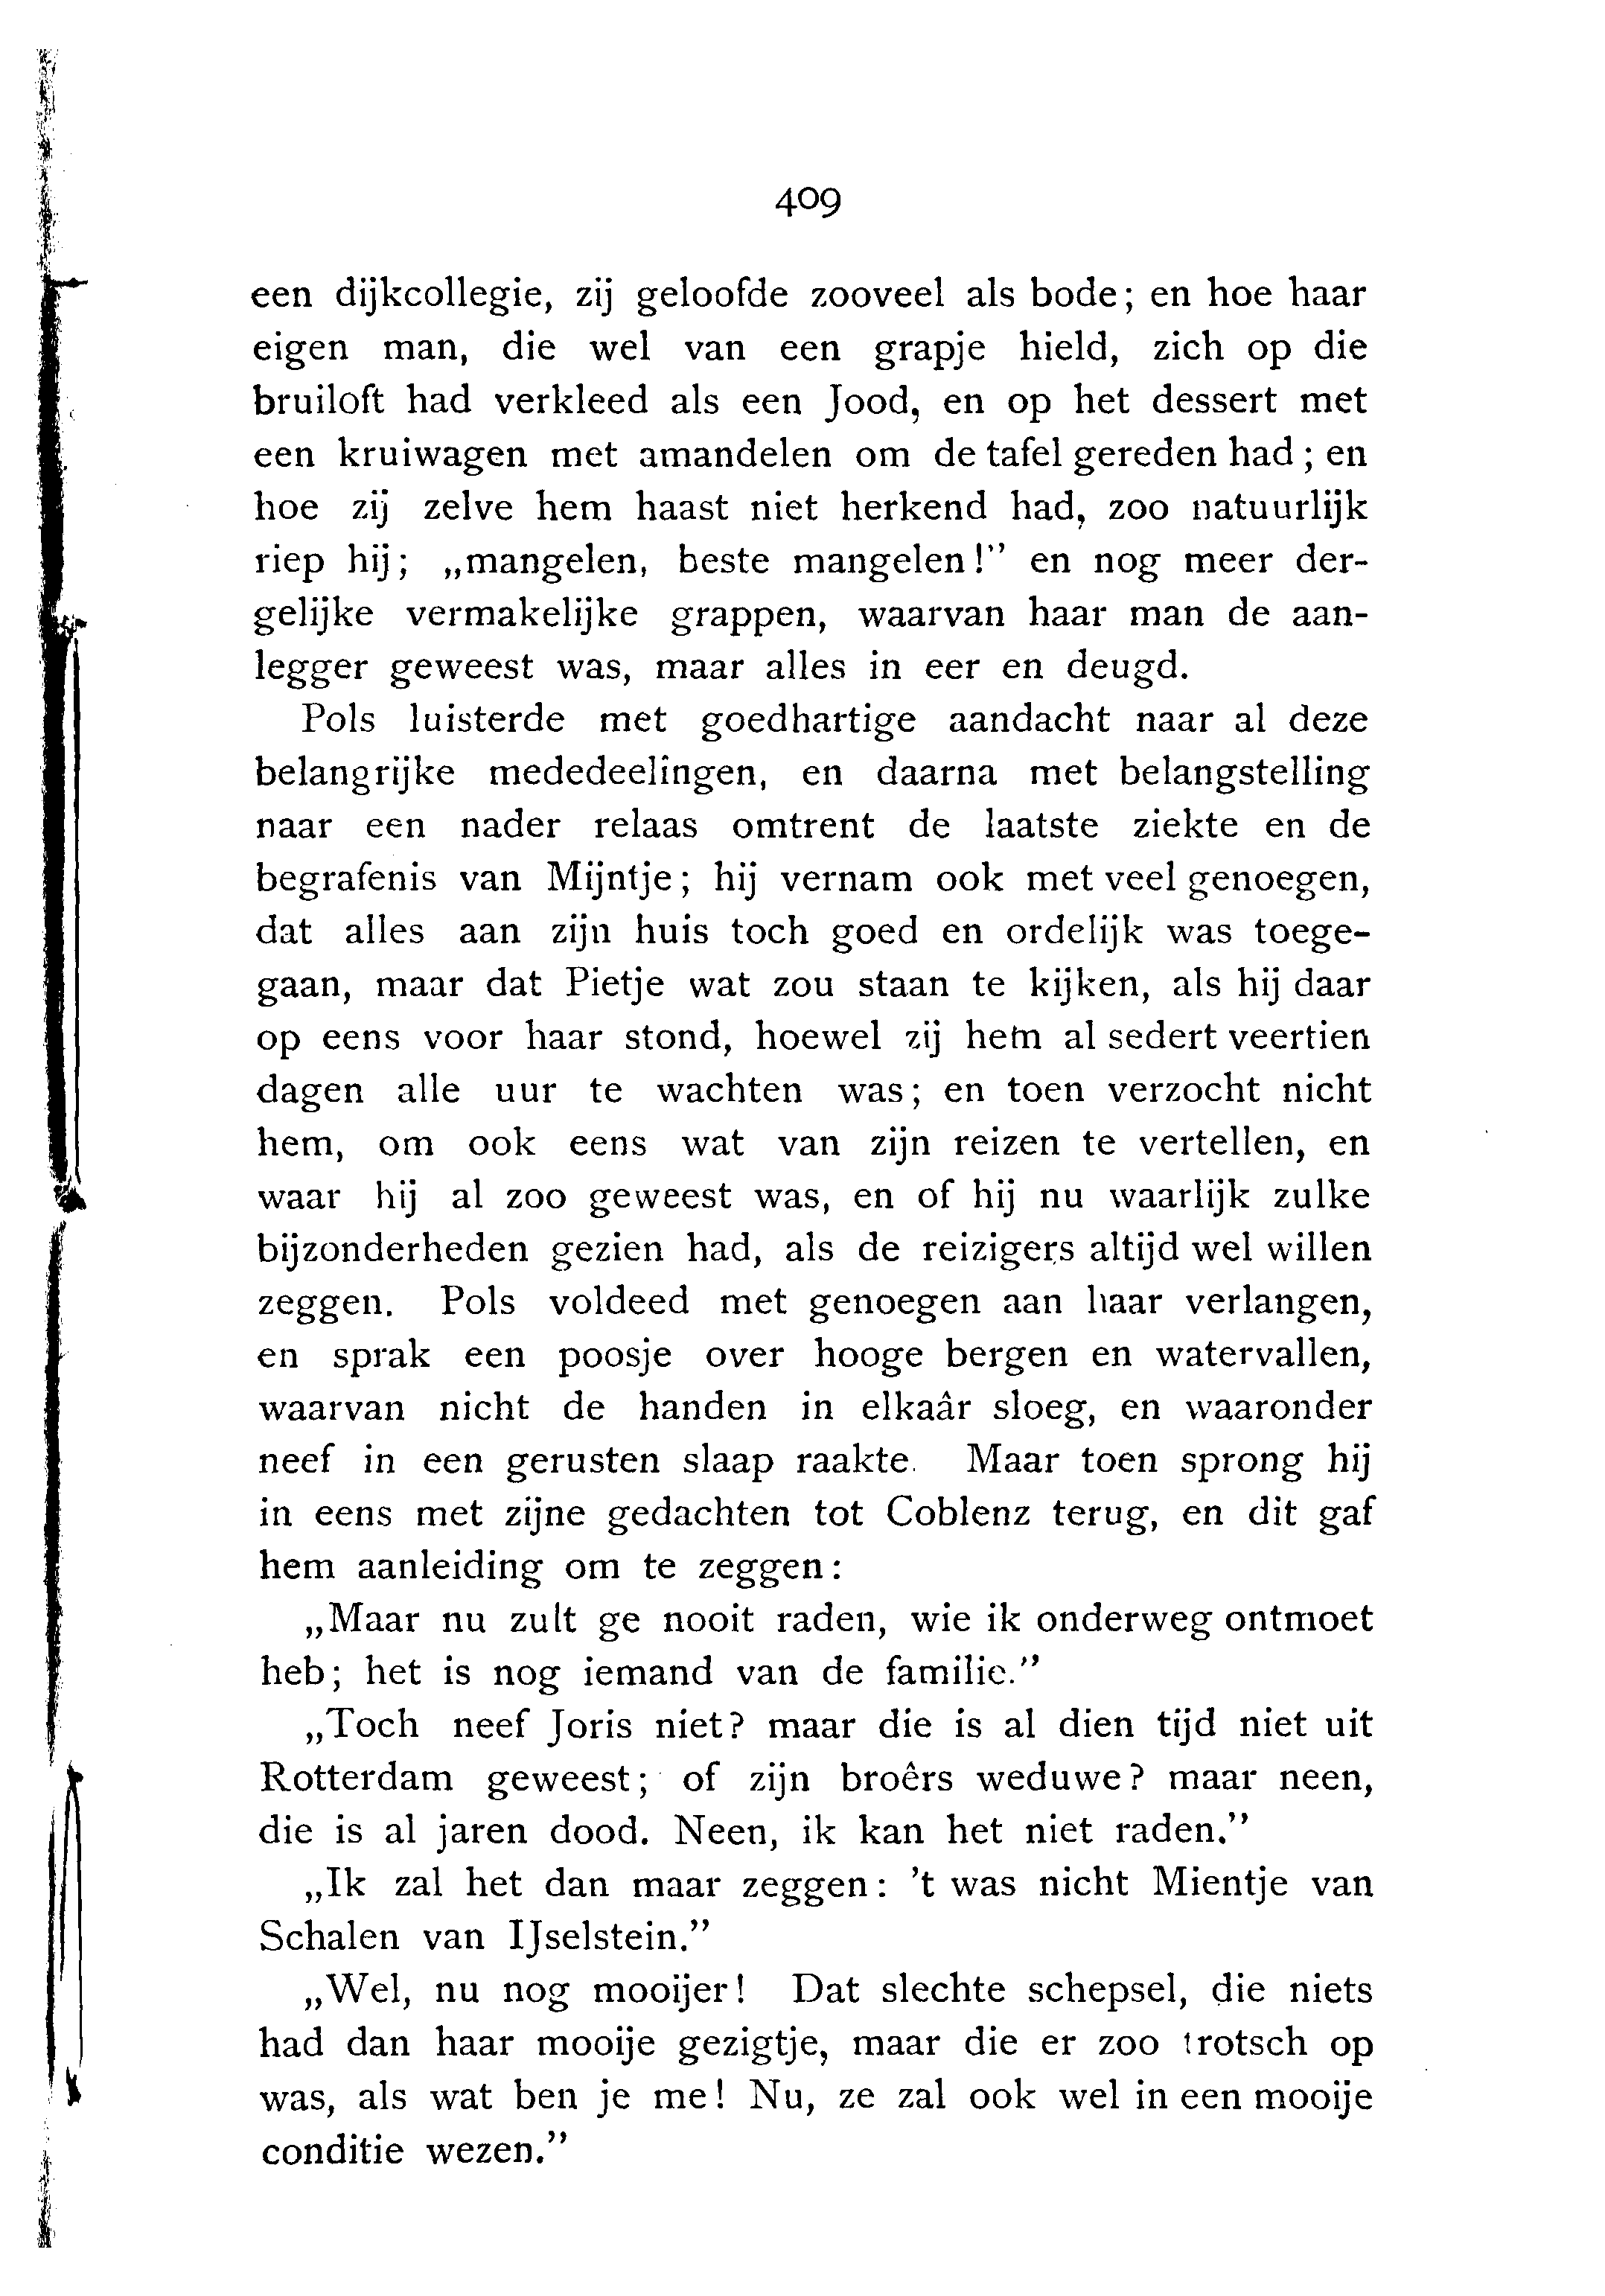 409
een dijkcollegie, zij geloofde zooveel als bode; en hoe haar
eigen man, die wel van een grapje hield, zich op die
bruiloft had verkleed als een Jood, en op het dessert met
een kruiwagen met amandelen om de tafel gereden had; en
hoe zij zelve hem haast niet herkend had, zoo natuurlijk
riep hij; „mangelen, beste mangelen!” en nog meer der-
gelijke vermakelijke grappen, waarvan haar man de aan-
legger geweest was, maar alles in eer en deugd.
Pols luisterde met goedhartige aandacht naar al deze
belangrijke mededeelingen, en daarna met belangstelling
naar een nader relaas omtrent de laatste ziekte en de
begrafenis van Mijntje; hij vernam ook met veel genoegen,
dat alles aan zijn huis toch goed en ordelijk was toege-
gaan, maar dat Pietje wat zou staan te kijken, als hij daar
op eens voor haar stond, hoewel zij hem al sedert veertien
dagen alle uur te wachten was; en toen verzocht nicht
hem, om ook eens wat van zijn reizen te vertellen, en
waar hij al zoo geweest was, en of hij nu waarlijk zulke
bijzonderheden gezien had, als de reizigers altijd wel willen
zeggen. Pols voldeed met genoegen aan haar verlangen,
en sprak een poosje over hooge bergen en watervallen,
waarvan nicht de handen in elkaâr sloeg, en waaronder
neef in een gerusten slaap raakte. Maar toen sprong hij
in eens met zijne gedachten tot Coblenz terug, en dit gaf
hem aanleiding om te zeggen:
„Maar nu zult ge nooit raden, wie ik onderweg ontmoet
heb; het is nog iemand van de familie.”
„Toch neef Joris niet? maar die is al dien tijd niet uit
Rotterdam geweest; of zijn broêrs weduwe? maar neen,
die is al jaren dood. Neen, ik kan het niet raden.”
„Ik zal het dan maar zeggen: 't was nicht Mientje van
Schalen van IJselstein.”
„Wel, nu nog mooijer! Dat slechte schepsel, die niets
had dan haar mooije gezigtje, maar die er zoo trotsch op
was, als wat ben je me! Nu, ze zal ook wel in een mooije
conditie wezen.”